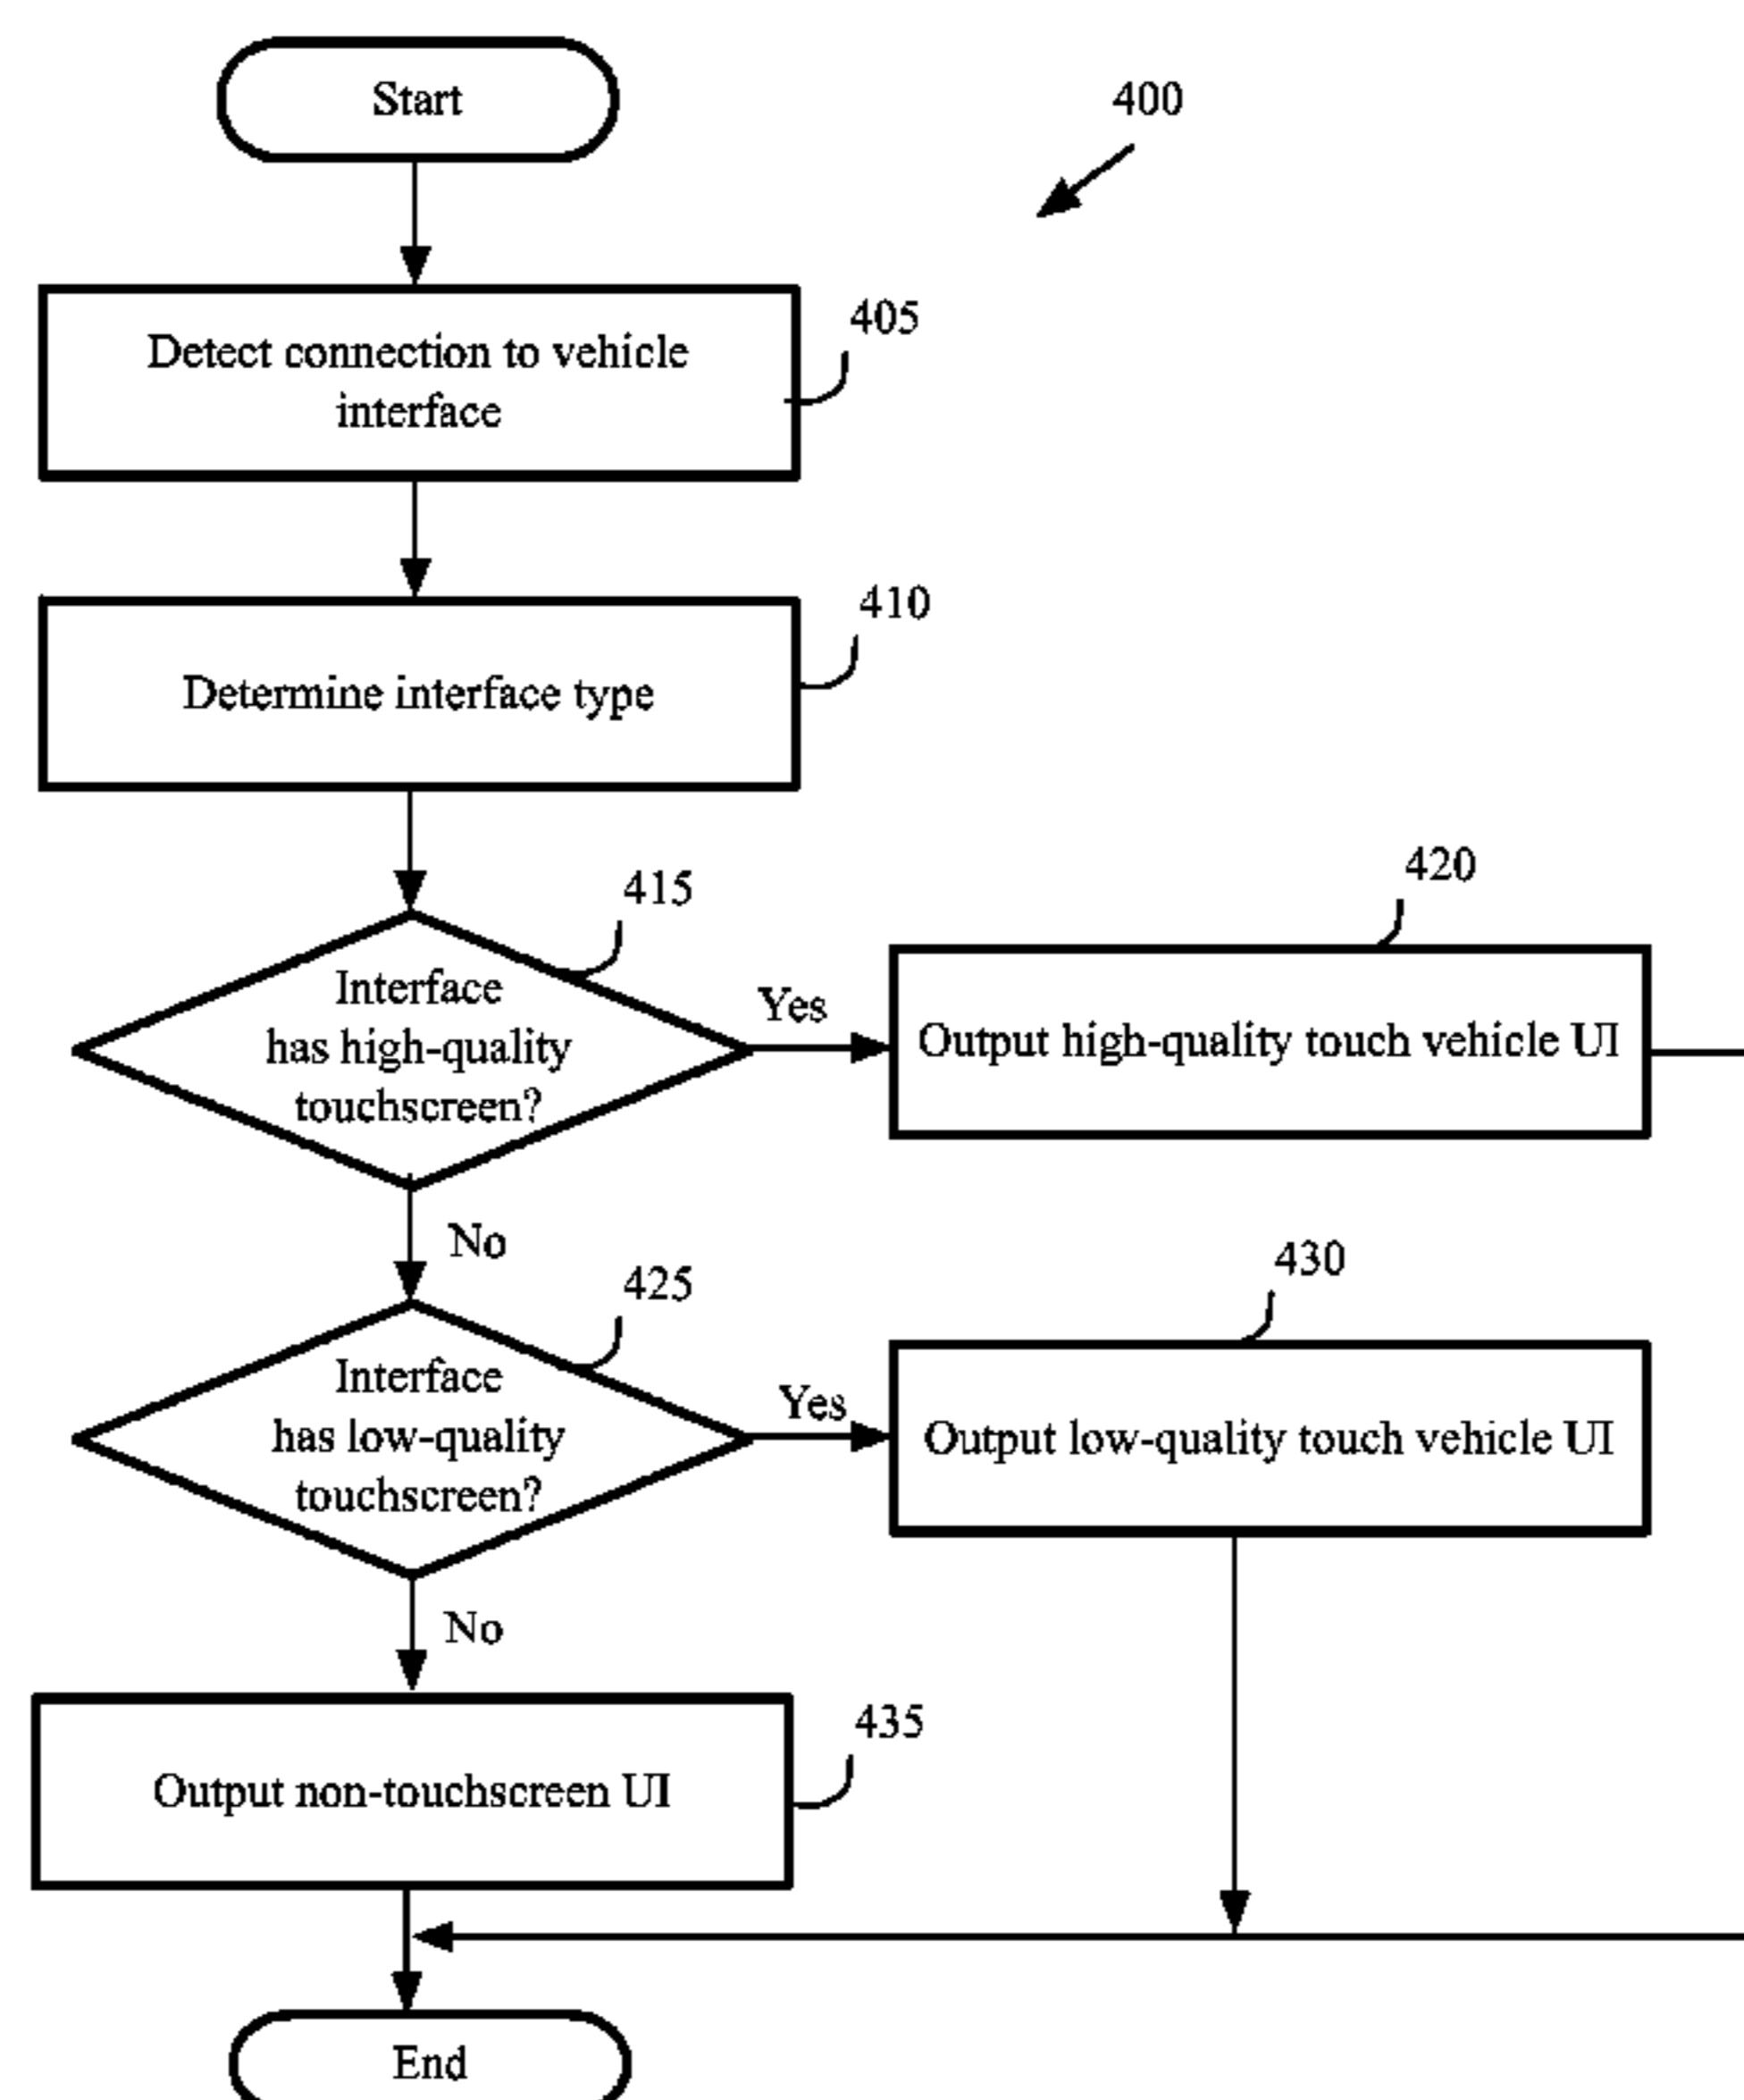 Start
400
Detect connection to vehicle
interface
405
Determine interface type
410
Interface
has high-quality
touchscreen?
415
Yes
Output high-quality touch vehicle UI
420
No
Interface
has low-quality
touchscreen?
425
Yes
Output low-quality touch vehicle UI
430
No
Output non-touchscreen UI
435
End